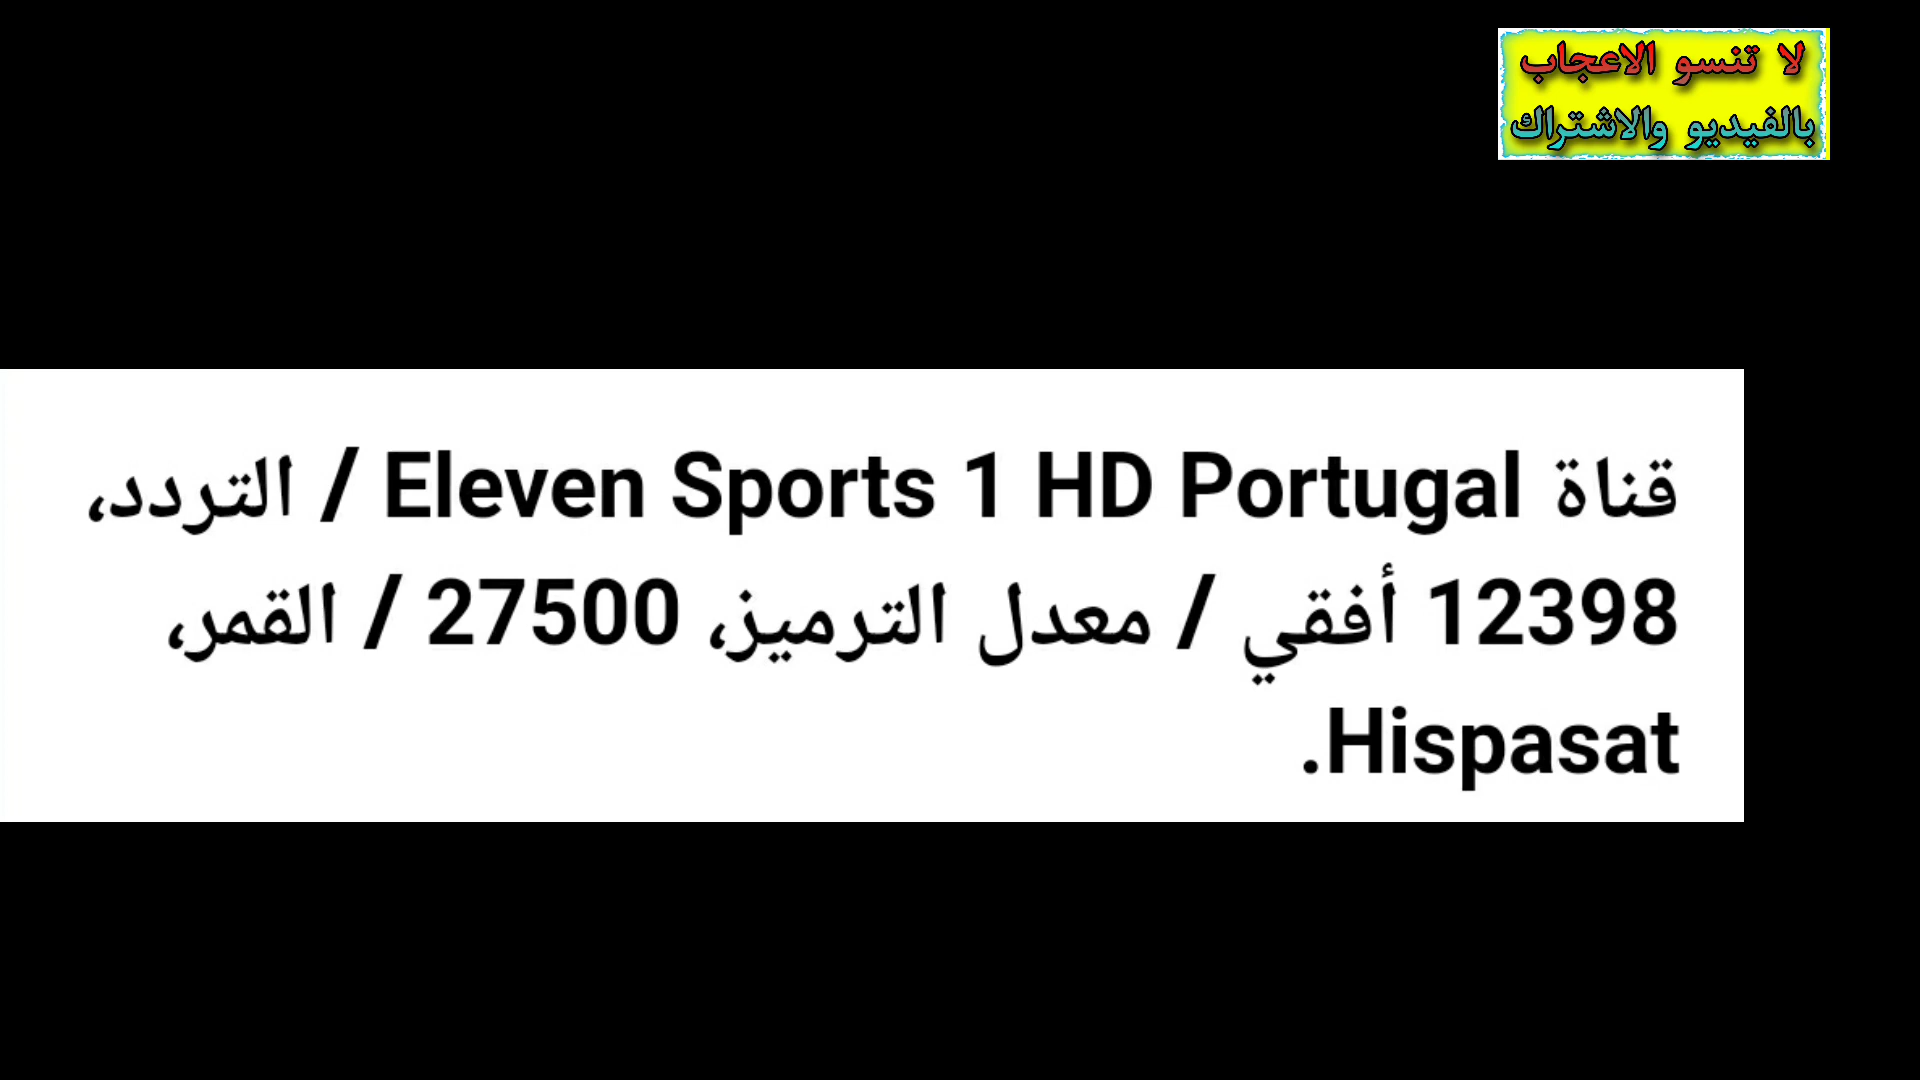 لا تنسو الاعجاب
بالفيديو والاشتراك
قناة Eleven Sports 1 HD Portugal / التردد،
12398 أفقي / معدل الترميز، 27500 / القمر،
Hispasat.